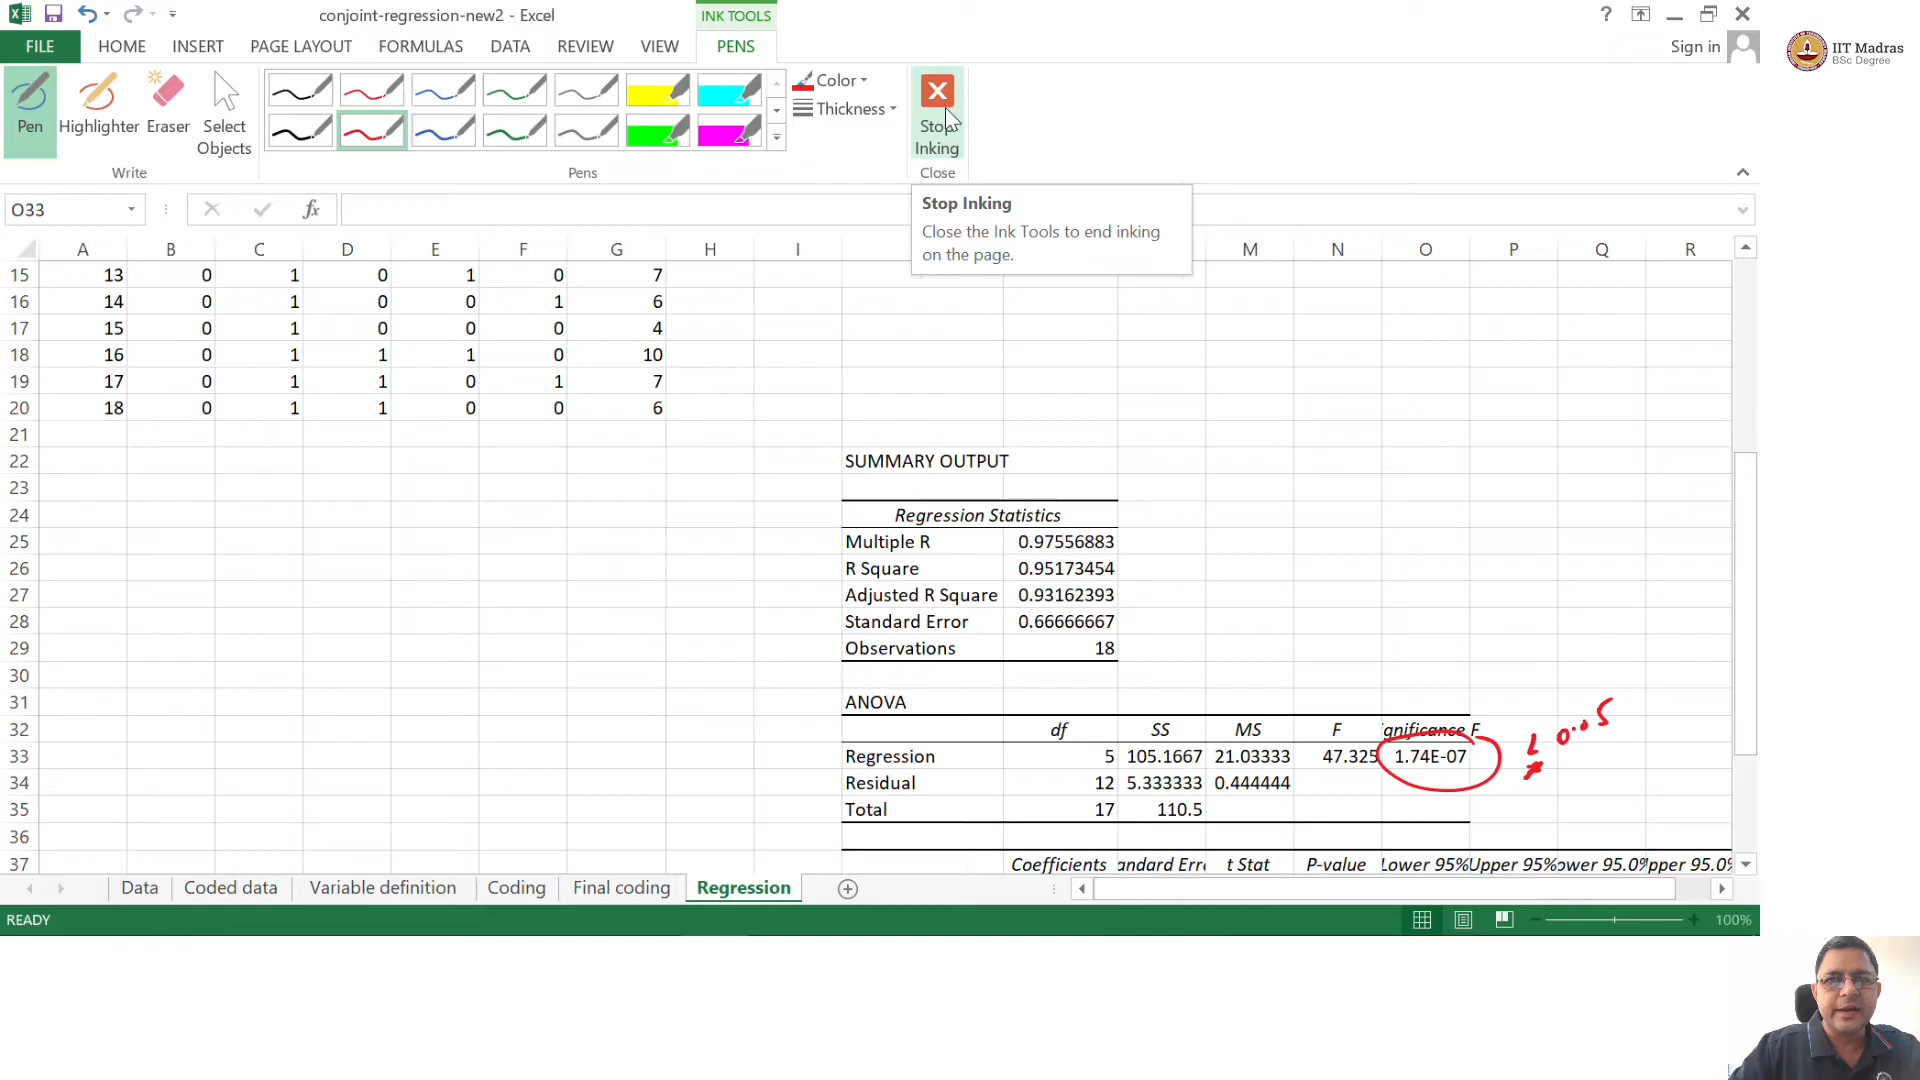 conjoint-regression-new2 - Excel
INK TOOLS
?
FILE HOME INSERT PAGE LAYOUT FORMULAS DATA REVIEW VIEW PENS
Sign in
IIT Madras
BSc Degree
Pen Highlighter Eraser Select Objects
Write
Pens
Color
Thickness
Stop Inking
Close
O33
fx
Stop Inking
Close the Ink Tools to end inking
on the page.
A B C D E F G H I M N O P Q R
15 13 0 1 0 1 0 7
16 14 0 1 0 0 1 6
17 15 0 1 0 0 0 4
18 16 0 1 1 1 0 10
19 17 0 1 1 0 1 7
20 18 0 1 1 0 0 6
21
22 SUMMARY OUTPUT
23
24 Regression Statistics
25 Multiple R 0.97556883
26 R Square 0.95173454
27 Adjusted R Square 0.93162393
28 Standard Error 0.66666667
29 Observations 18
30
31 ANOVA
32 df SS MS F gnificance F
33 Regression 5 105.1667 21.03333 47.325 1.74E-07
0.05
34 Residual 12 5.333333 0.444444
35 Total 17 110.5
36
37 Coefficients andard Erro t Stat P-value Lower 95% Upper 95% ower 95.0% pper 95.0%
Data Coded data Variable definition Coding Final coding Regression
READY
100%